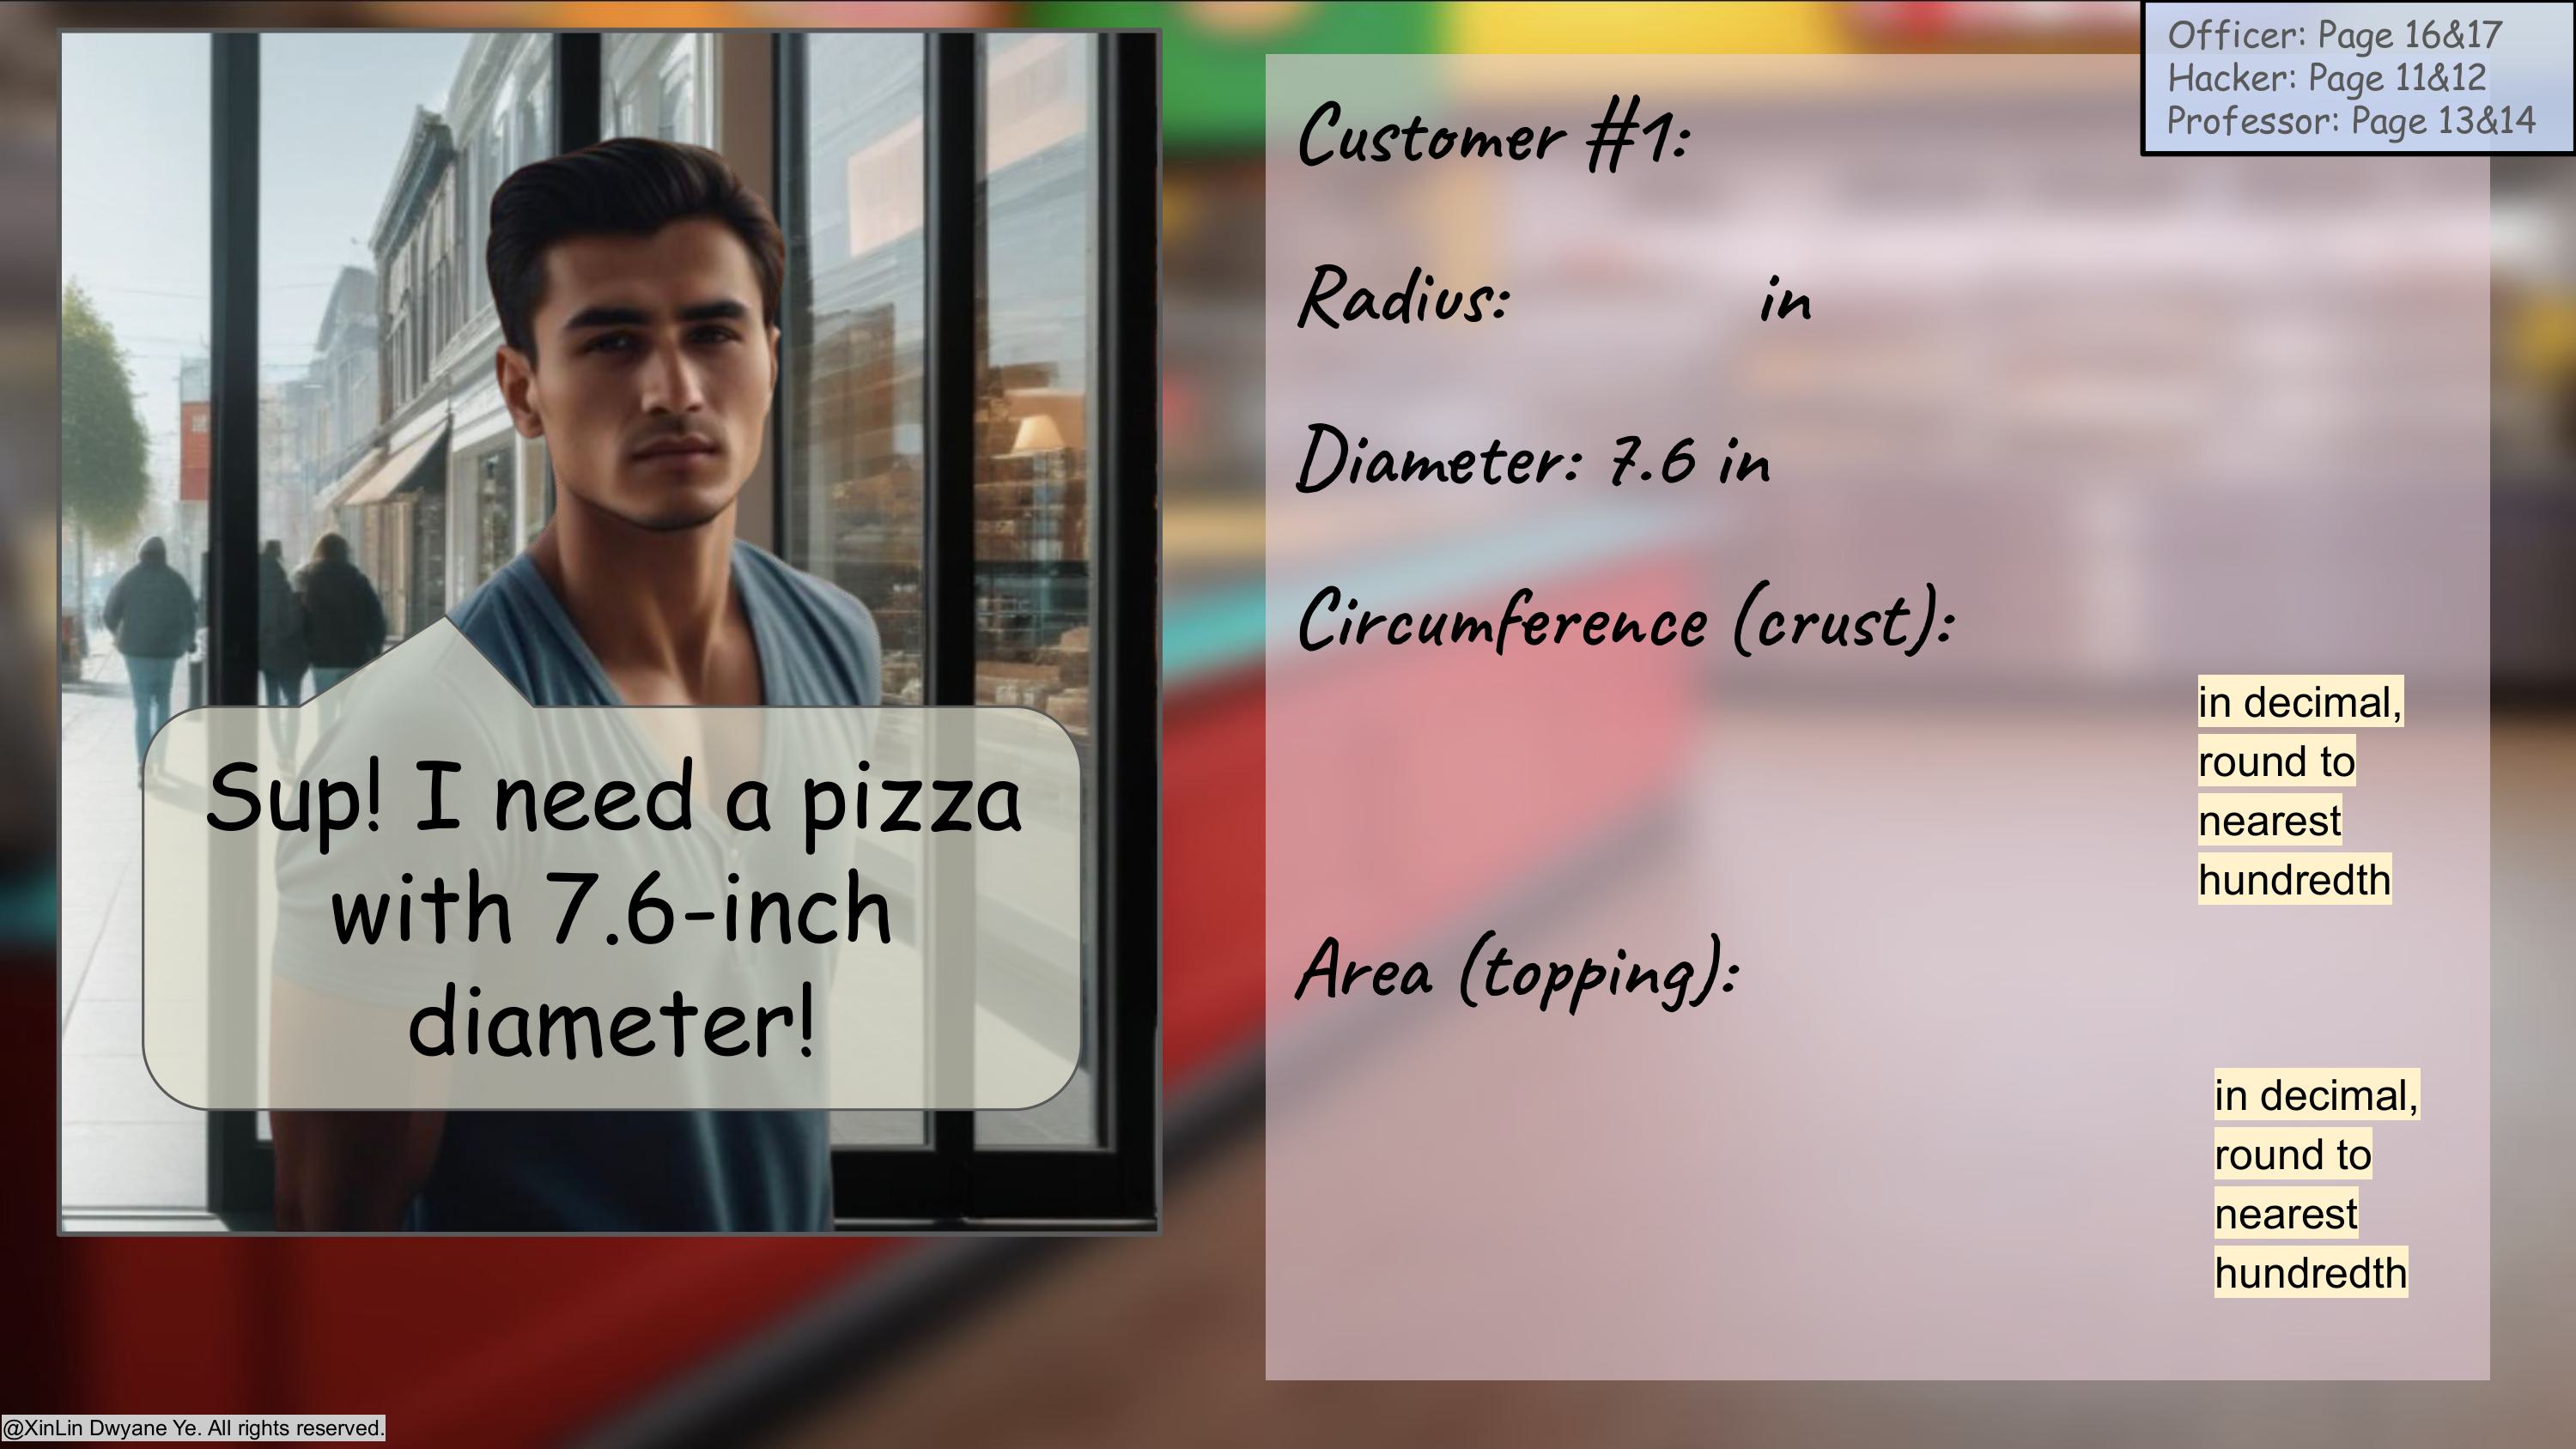 Officer: Page 16&17
Hacker: Page 11&12
Professor: Page 13&14
Customer #1:
Radius: in
Diameter: 7.6 in
Circumference (crust):
in decimal,
round to
nearest
hundredth
Area (topping):
in decimal,
round to
nearest
hundredth
Sup! I need a pizza
with 7.6-inch
diameter!
@XinLin Dwyane Ye. All rights reserved.